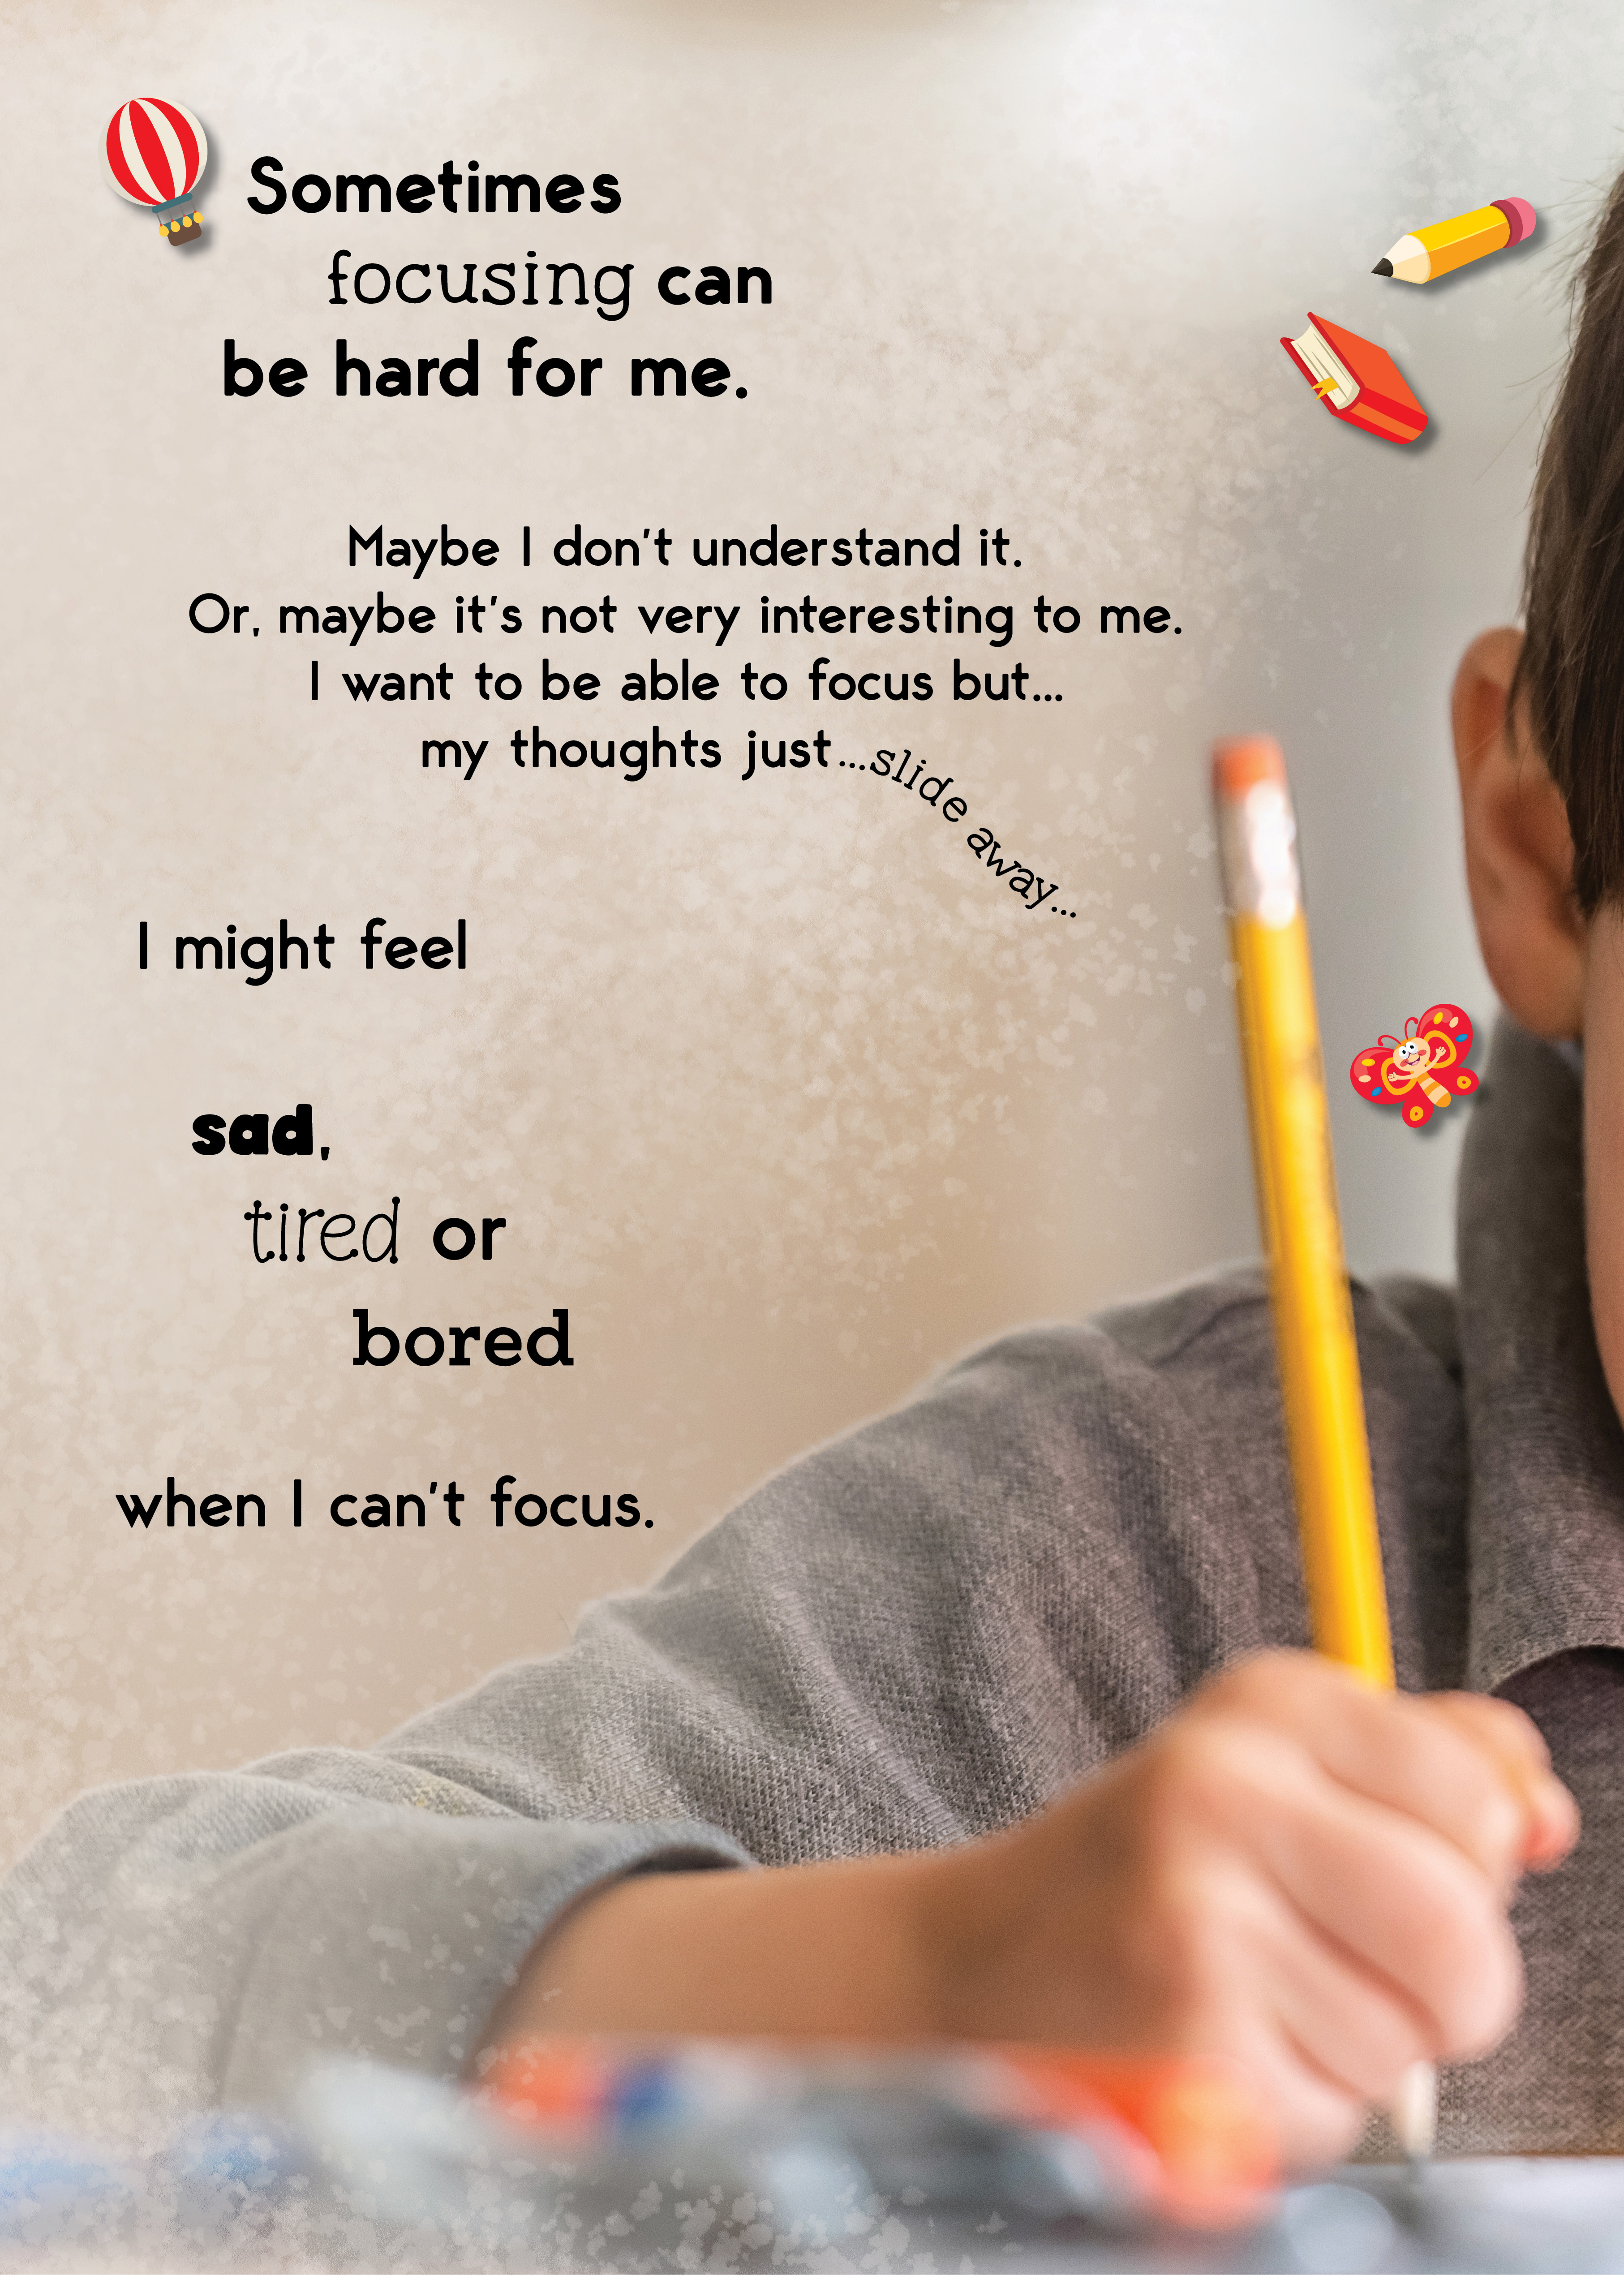 Sometimes
focusing can
be hard for me.
Maybe I don't understand it.
Or, maybe it's not very interesting to me.
I want to be able to focus but...
my thoughts just...slide away...
I might feel
sad,
tired or
bored
when I can't focus.